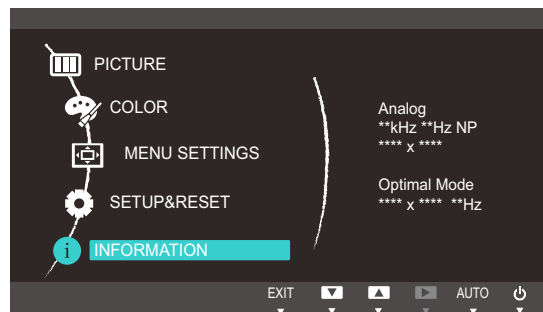 PICTURE
COLOR
MENU SETTINGS
SETUP&RESET
i INFORMATION
Analog
**kHz **Hz NP
**** x ****
Optimal Mode
**** x **** **Hz
EXIT AUTO